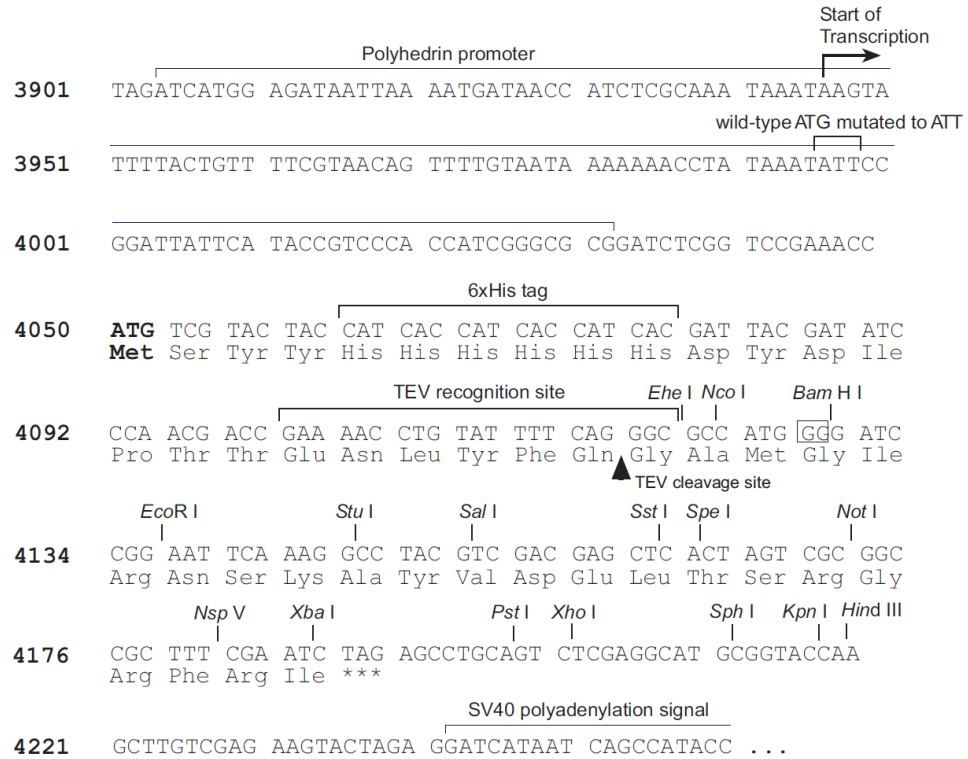 Start of
Transcription
Polyhedrin promoter
3901 TAGATCATGG AGATAATTAA AATGATAACC ATCTCGCAAA TAAATAAGTA
wild-type ATG mutated to ATT
3951 TTTTACTGTT TTCGTAACAG TTTTGTAATA AAAAAACCTA TAAATATTCC
4001 GGATTATTCA TACCGTCCCA CCATCGGGCG CGGATCTCGG TCCGAAACC
6xHis tag
4050 ATG TCG TAC TAC CAT CAC CAT CAC CAT CAC GAT TAC GAT ATC
Met Ser Tyr Tyr His His His His His His Asp Tyr Asp Ile
TEV recognition site Ehe I Nco I Bam H I
4092 CCA ACG ACC GAA AAC CTG TAT TTT CAG GGC GCC ATG GGG ATC
Pro Thr Thr Glu Asn Leu Tyr Phe Gln Gly Ala Met Gly Ile
TEV cleavage site
EcoR I Stu I Sal I Sst I Spe I Not I
4134 CGG AAT TCA AAG GCC TAC GTC GAC GAG CTC ACT AGT CGC GGC
Arg Asn Ser Lys Ala Tyr Val Asp Glu Leu Thr Ser Arg Gly
Nsp V Xba I Pst I Xho I Sph I Kpn I Hind III
4176 CGC TTT CGA ATC TAG AGCCTGCAGT CTCGAGGCAT GCGGTACCAA
Arg Phe Arg Ile ***
SV40 polyadenylation signal
4221 GCTTGTCGAG AAGTACTAGA GGATCATAAT CAGCCATACC ...